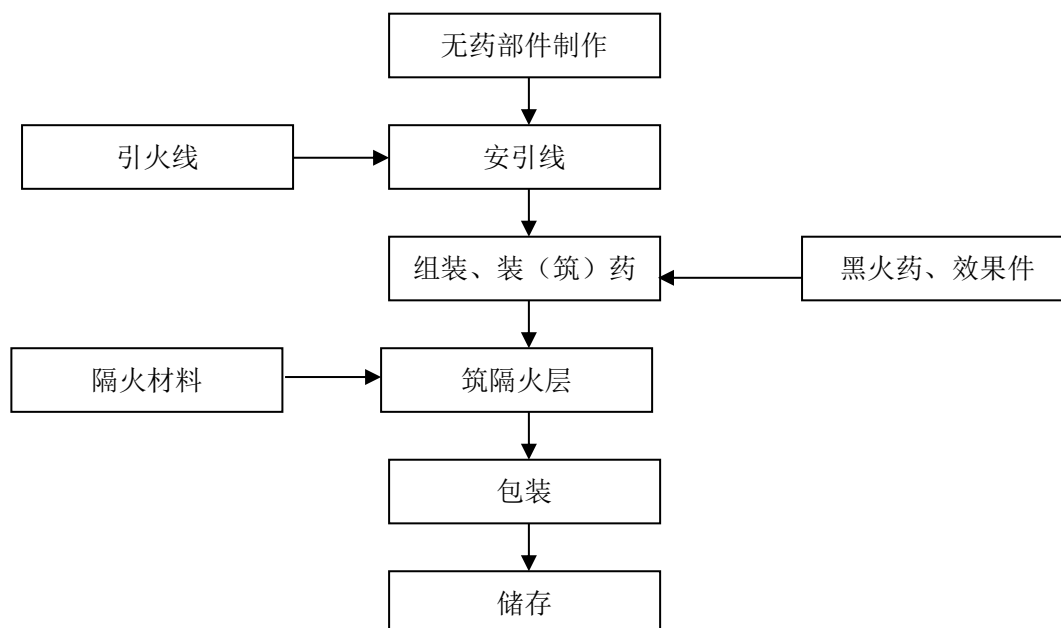 无药部件制作
引火线
安引线
组装、装（筑）药
黑火药、效果件
隔火材料
筑隔火层
包装
储存